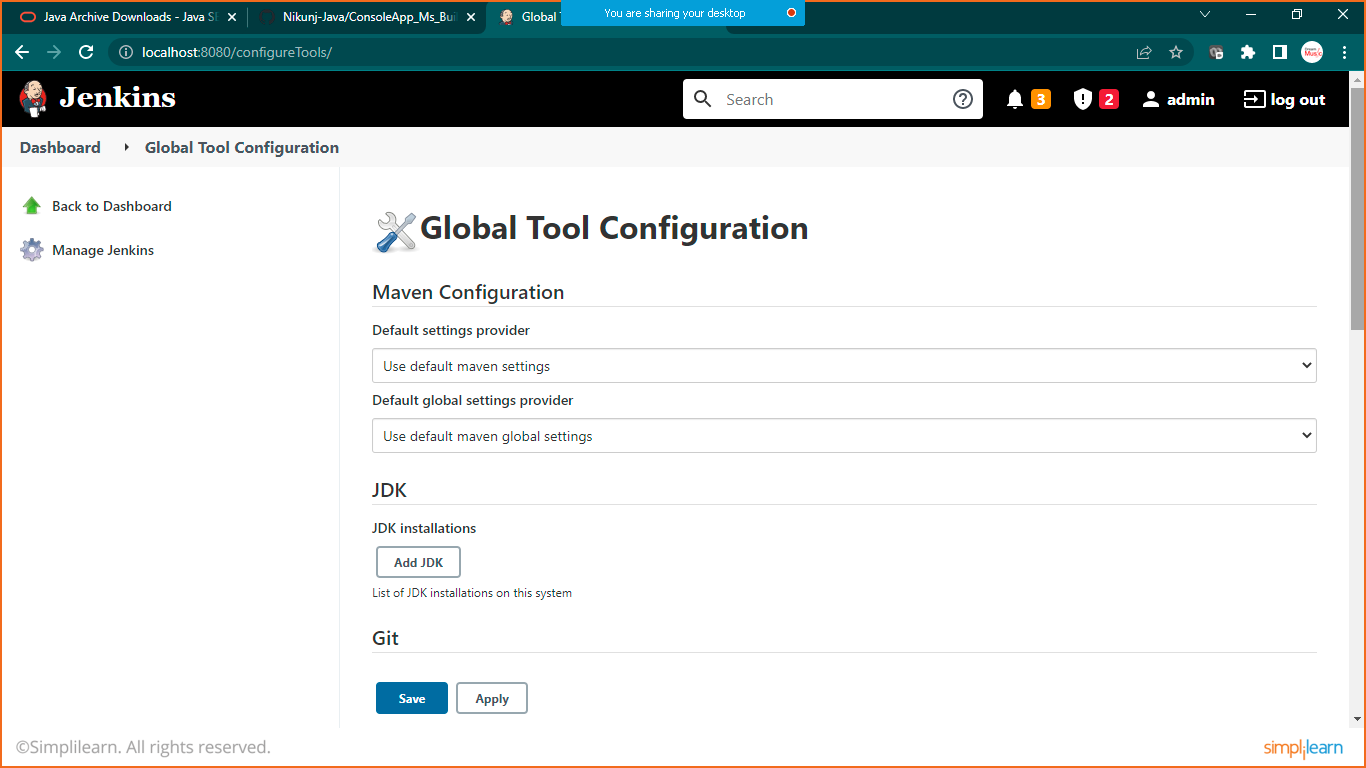 Java Archive Downloads - Java SE
Nikunj-Java/ConsoleApp_Ms_Bui
Global T
You are sharing your desktop
localhost:8080/configureTools/
Jenkins
Search
3
2
admin
log out
Dashboard
Global Tool Configuration
Back to Dashboard
Manage Jenkins
Global Tool Configuration
Maven Configuration
Default settings provider
Use default maven settings
Default global settings provider
Use default maven global settings
JDK
JDK installations
Add JDK
List of JDK installations on this system
Git
Save
Apply
©Simplilearn. All rights reserved.
simplilearn